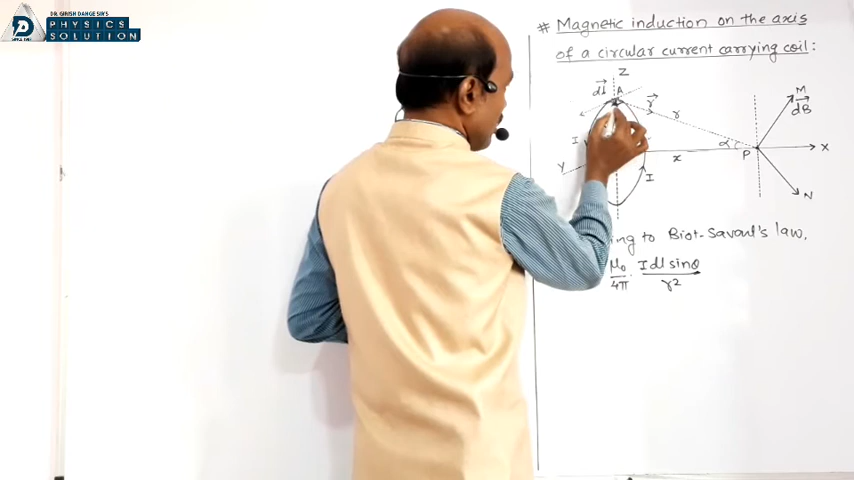 DR. GIRISH DANGE SIR'S
PHYSICS
SOLUTION
# Magnetic induction on the axis
of a circular current carrying coil :
Z
dl A r
M
dB
r
I
α
P
X
x
Y
I
N
ing to Biot-Savart's law,
μ₀/4π · Idl sinθ/r²